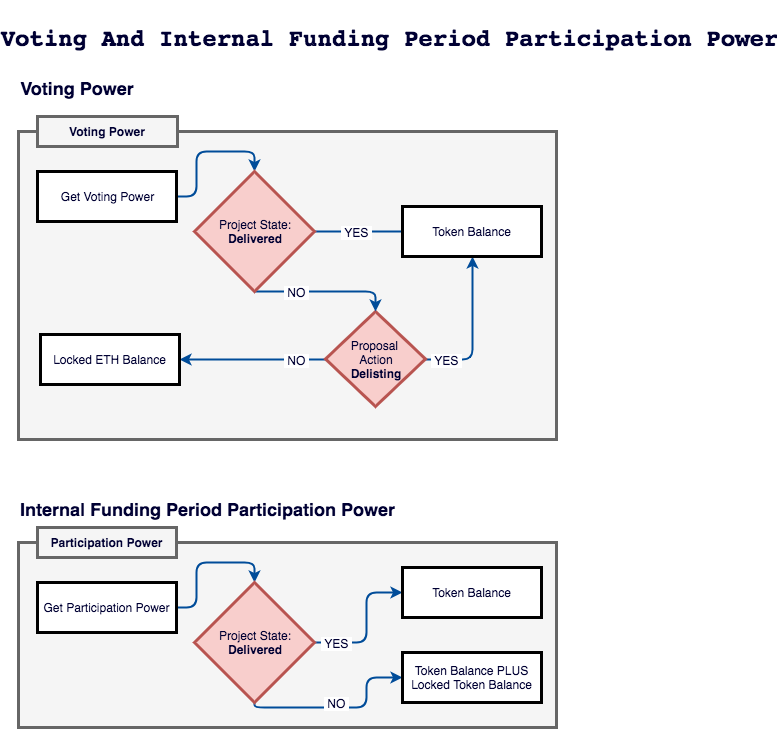 Voting And Internal Funding Period Participation Power
Voting Power
Voting Power
Get Voting Power
Project State:
Delivered
YES
Token Balance
NO
Locked ETH Balance
NO
Proposal
Action
Delisting
YES
Internal Funding Period Participation Power
Participation Power
Get Participation Power
Project State:
Delivered
YES
Token Balance
NO
Token Balance PLUS
Locked Token Balance